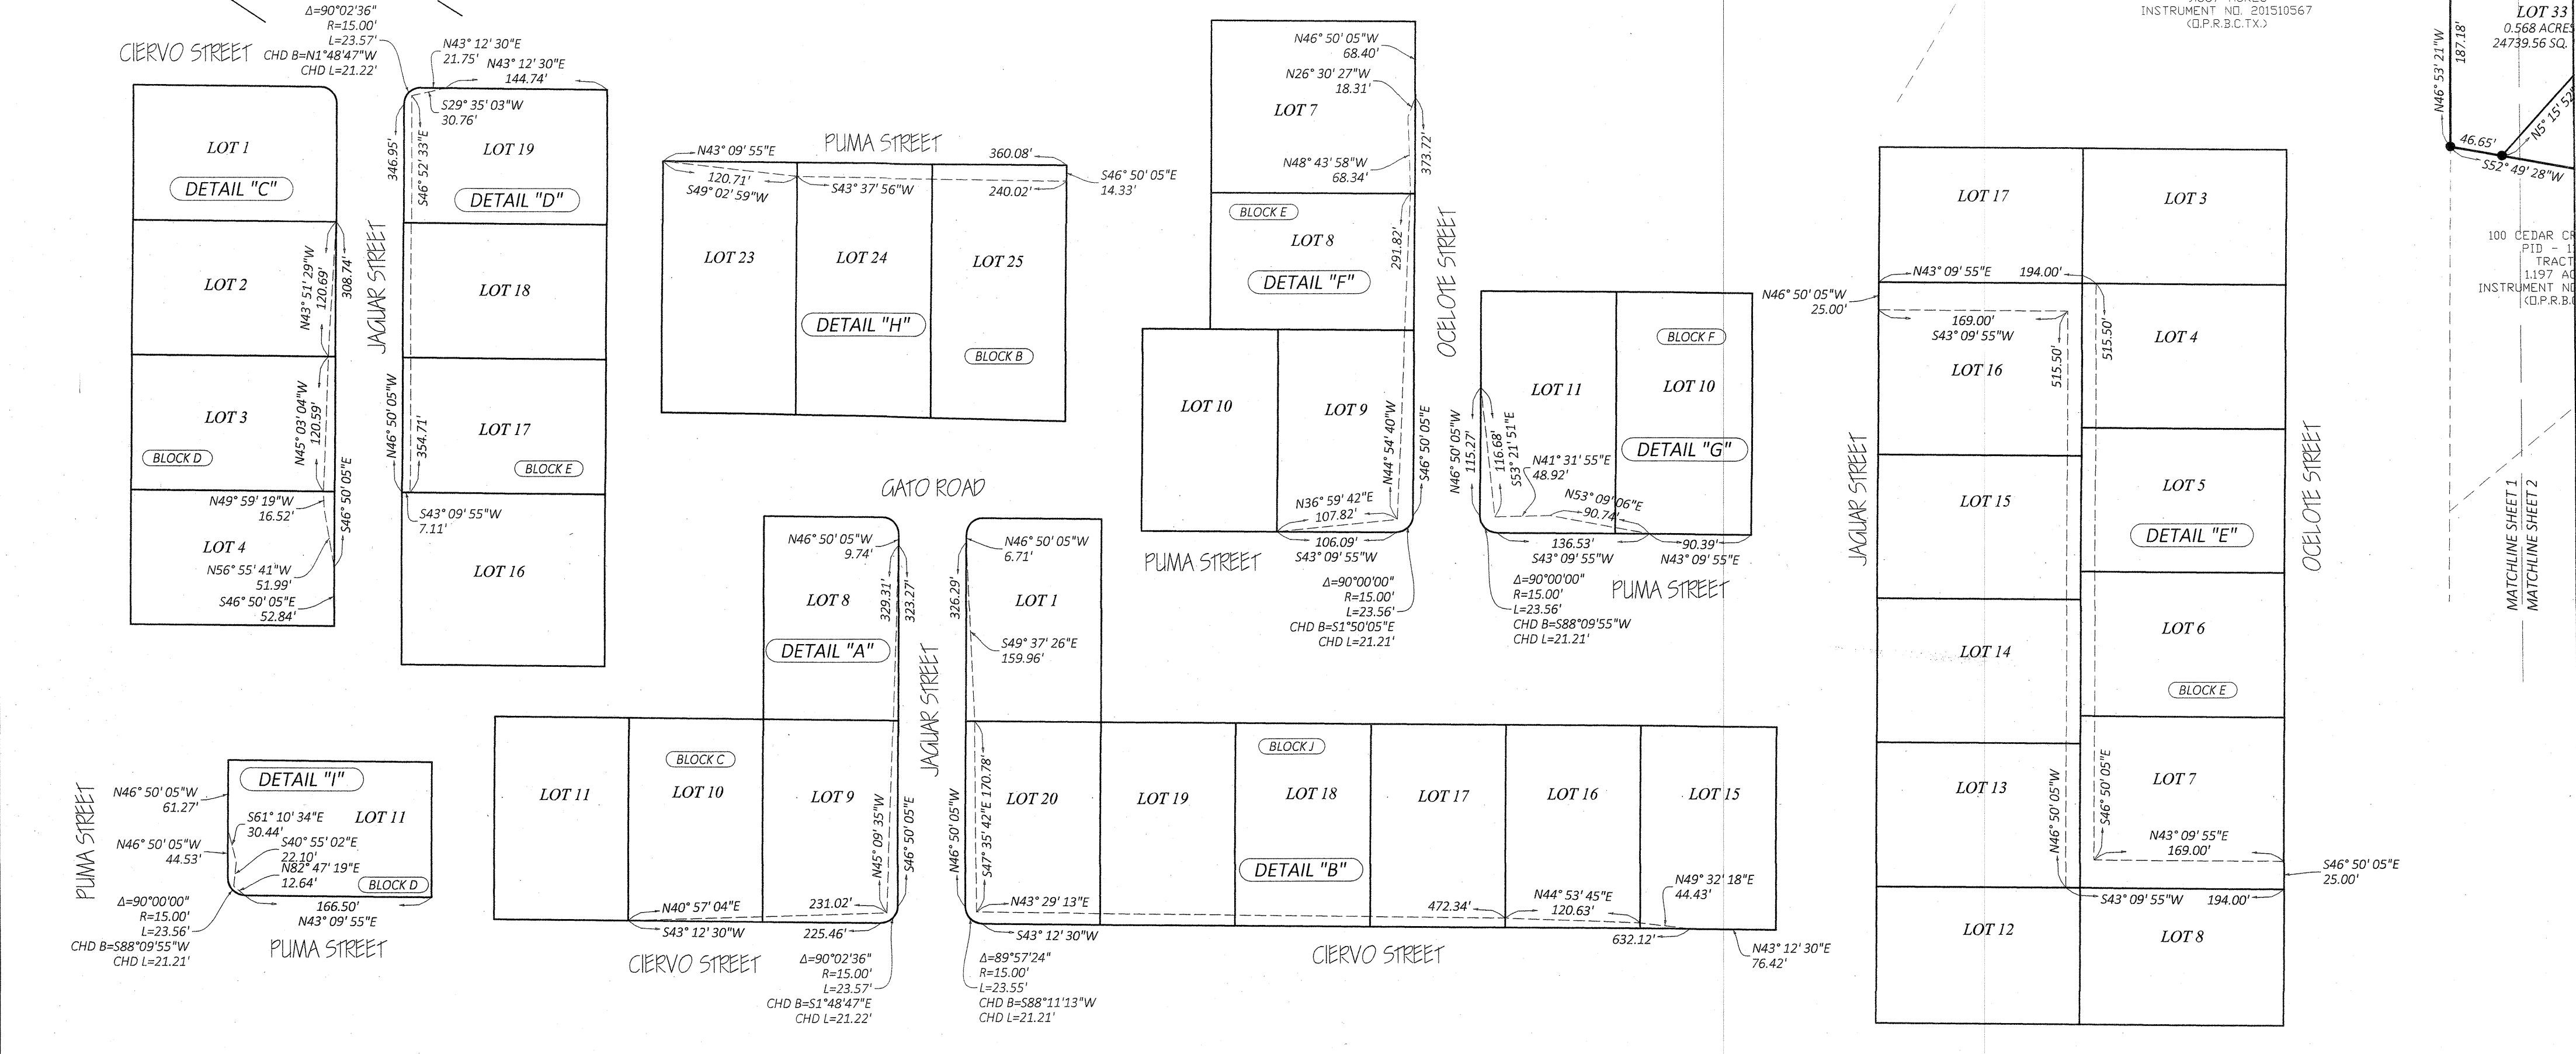 CIERVO STREET
Δ=90°02'36"
R=15.00'
L=23.57'
CHD B=N1°48'47"W
CHD L=21.22'
N43° 12' 30"E
21.75'
N43° 12' 30"E
144.74'
S29° 35' 03"W
30.76'
LOT 1
DETAIL "C"
LOT 2
LOT 3
BLOCK D
LOT 4
N43° 51' 29"W
120.69'
308.74'
N45° 03' 04"W
120.59'
S46° 50' 05"E
N49° 59' 19"W
16.52'
N56° 55' 41"W
51.99'
S46° 50' 05"E
52.84'
JAGUAR STREET
346.95'
S46° 52' 33"E
LOT 19
DETAIL "D"
LOT 18
LOT 17
BLOCK E
N46° 50' 05"W
354.71'
S43° 09' 55"W
7.11'
LOT 16
PUMA STREET
N43° 09' 55"E
360.08'
120.71'
S49° 02' 59"W
S43° 37' 56"W
240.02'
S46° 50' 05"E
14.33'
LOT 23
LOT 24
LOT 25
DETAIL "H"
BLOCK B
N46° 50' 05"W
68.40'
N26° 30' 27"W
18.31'
LOT 7
N48° 43' 58"W
68.34'
373.72'
BLOCK E
LOT 8
291.82'
DETAIL "F"
OCELOTE STREET
LOT 10
LOT 9
N44° 54' 40"W
S46° 50' 05"E
N36° 59' 42"E
107.82'
106.09'
S43° 09' 55"W
PUMA STREET
Δ=90°00'00"
R=15.00'
L=23.56'
CHD B=S1°50'05"E
CHD L=21.21'
BLOCK F
LOT 11
LOT 10
DETAIL "G"
N46° 50' 05"W
115.27'
116.68'
S53° 21' 51"E
N41° 31' 55"E
48.92'
N53° 09' 06"E
90.74'
136.53'
S43° 09' 55"W
90.39'
N43° 09' 55"E
Δ=90°00'00"
R=15.00'
L=23.56'
CHD B=S88°09'55"W
CHD L=21.21'
PUMA STREET
GATO ROAD
N46° 50' 05"W
9.74'
LOT 8
329.31'
323.27'
DETAIL "A"
JAGUAR STREET
N46° 50' 05"W
6.71'
326.29'
LOT 1
S49° 37' 26"E
159.96'
LOT 11
BLOCK C
LOT 10
LOT 9
N45° 09' 35"W
S46° 50' 05"E
N40° 57' 04"E
231.02'
S43° 12' 30"W
225.46'
CIERVO STREET
Δ=90°02'36"
R=15.00'
L=23.57'
CHD B=S1°48'47"E
CHD L=21.22'
N46° 50' 05"W
S47° 35' 42"E 170.78'
LOT 20
LOT 19
BLOCK J
LOT 18
LOT 17
LOT 16
LOT 15
DETAIL "B"
N43° 29' 13"E
472.34'
N44° 53' 45"E
120.63'
N49° 32' 18"E
44.43'
S43° 12' 30"W
632.12'
N43° 12' 30"E
76.42'
CIERVO STREET
Δ=89°57'24"
R=15.00'
L=23.55'
CHD B=S88°11'13"W
CHD L=21.21'
PUMA STREET
N46° 50' 05"W
61.27'
DETAIL "I"
S61° 10' 34"E
30.44'
LOT 11
N46° 50' 05"W
44.53'
S40° 55' 02"E
22.10'
N82° 47' 19"E
12.64'
BLOCK D
Δ=90°00'00"
R=15.00'
L=23.56'
CHD B=S88°09'55"W
CHD L=21.21'
166.50'
N43° 09' 55"E
PUMA STREET
LOT 17
LOT 3
N43° 09' 55"E
194.00'
N46° 50' 05"W
25.00'
169.00'
S43° 09' 55"W
515.50'
515.50'
LOT 16
LOT 4
LOT 15
LOT 5
DETAIL "E"
JAGUAR STREET
OCELOTE STREET
LOT 14
LOT 6
BLOCK E
LOT 13
LOT 7
N46° 50' 05"W
S46° 50' 05"E
N43° 09' 55"E
169.00'
S46° 50' 05"E
25.00'
S43° 09' 55"W
194.00'
LOT 12
LOT 8
INSTRUMENT NO. 201510567
(O.P.R.B.C.TX.)
LOT 33
0.568 ACRES
24739.56 SQ.
N46° 53' 21"W
187.18'
46.65'
N5° 15' 52"
S52° 49' 28"W
100 CEDAR CR
PID - 1
TRACT
1.197 AC
INSTRUMENT NO
(O.P.R.B.C
MATCHLINE SHEET 1
MATCHLINE SHEET 2